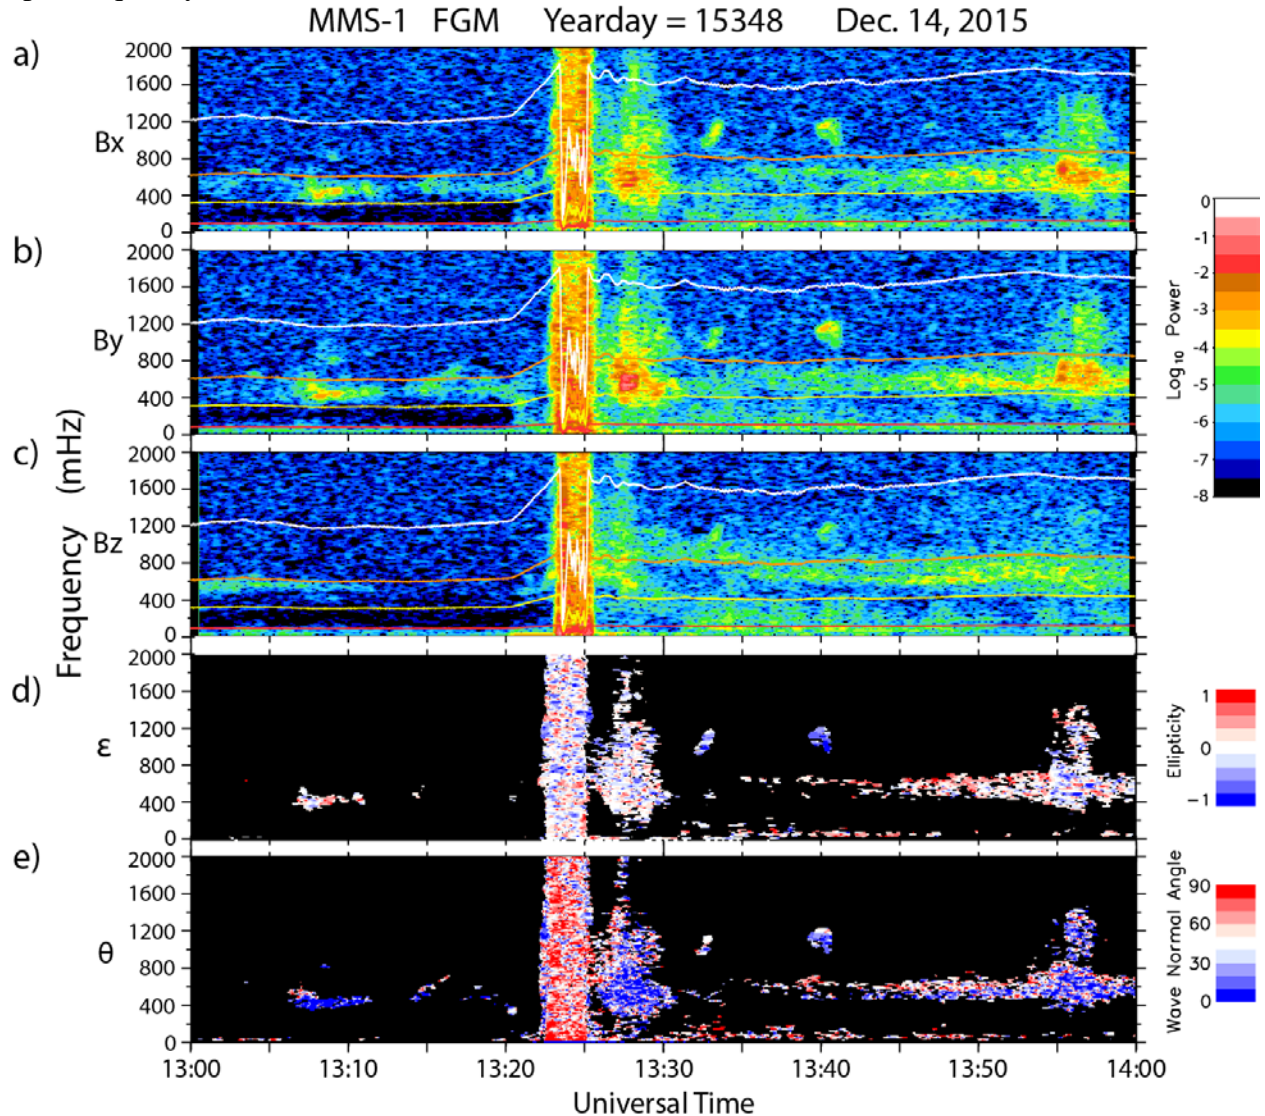 MMS-1 FGM Yearday = 15348 Dec. 14, 2015
a)
2000
1600
1200
800
400
0
Bx
b)
2000
1600
1200
800
400
0
By
c)
2000
1600
1200
800
400
0
Bz
Frequency (mHz)
d)
2000
1600
1200
800
400
0
ε
e)
2000
1600
1200
800
400
0
θ
13:00 13:10 13:20 13:30 13:40 13:50 14:00
Universal Time
Log10 Power
0
-1
-2
-3
-4
-5
-6
-7
-8
Ellipticity
1
0
-1
Wave Normal Angle
90
60
30
0